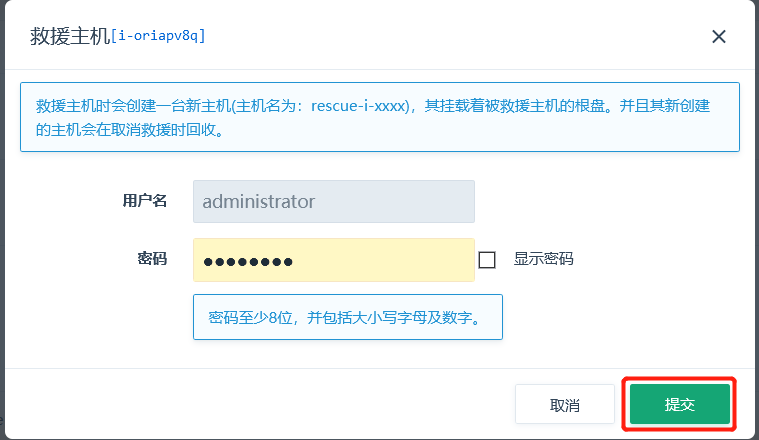 救援主机[i-oriapv8q]
救援主机时会创建一台新主机(主机名为：rescue-i-xxxx)，其挂载着被救援主机的根盘。并且其新创建
的主机会在取消救援时回收。
用户名 administrator
密码 ●●●●●●●● 显示密码
密码至少8位，并包括大小写字母及数字。
取消 提交